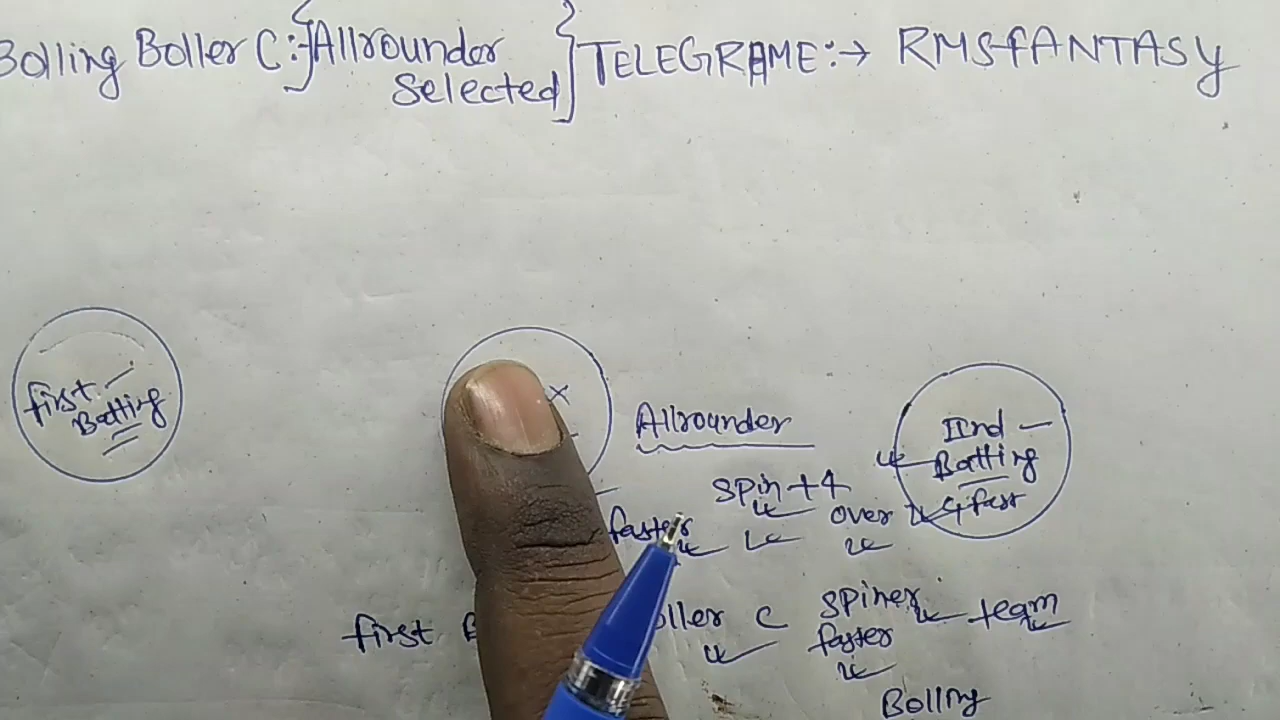 Bolling Boller C:-{Allrounder Selected} TELEGRAME:→ RMSfANTASY
first -
Batting
×
Allrounder
IInd -
Batting
spin + 4
faster
over
4 fast
first
C spiner team
faster
Bolling